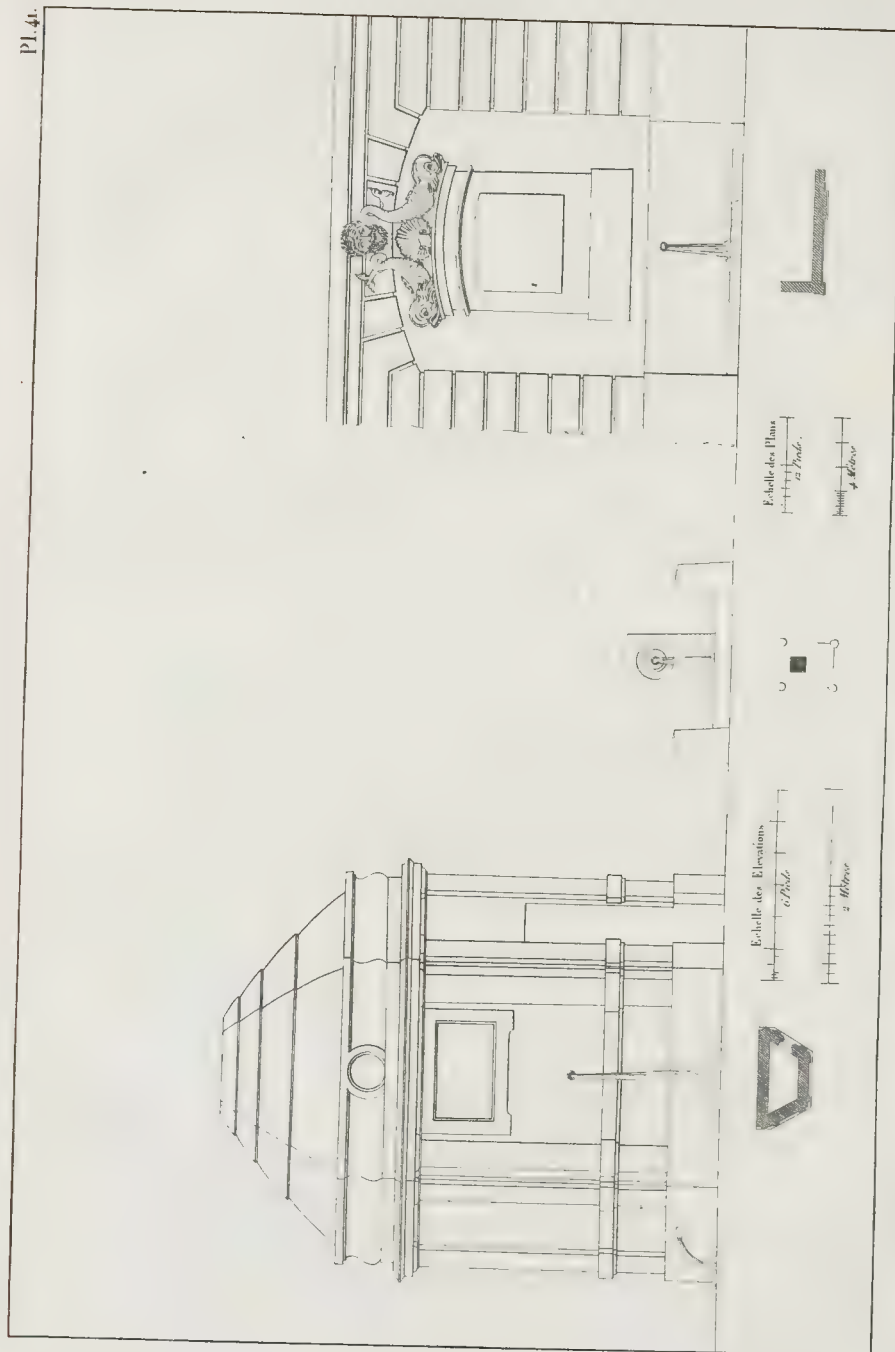 Pl. 41.
Echelle des Elevations
6 Pieds
2 Mètres
Echelle des Plans
12 Pieds.
4 Mètres